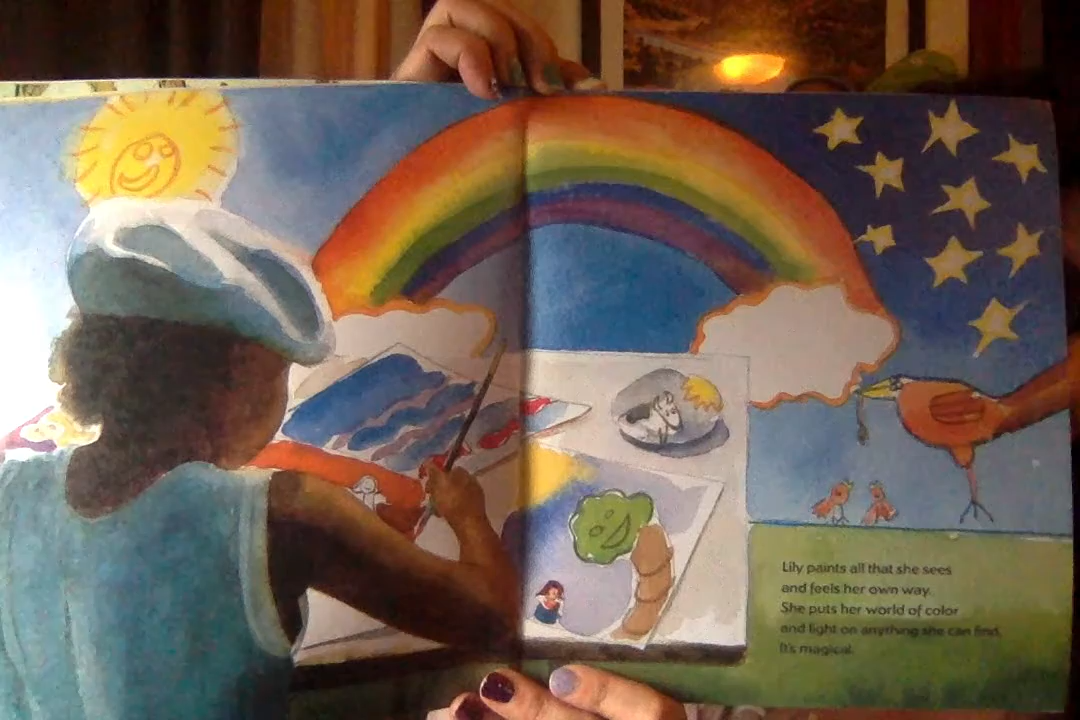 Lily paints all that she sees
and feels her own way.
She puts her world of color
and light on anything she can find.
It's magical.